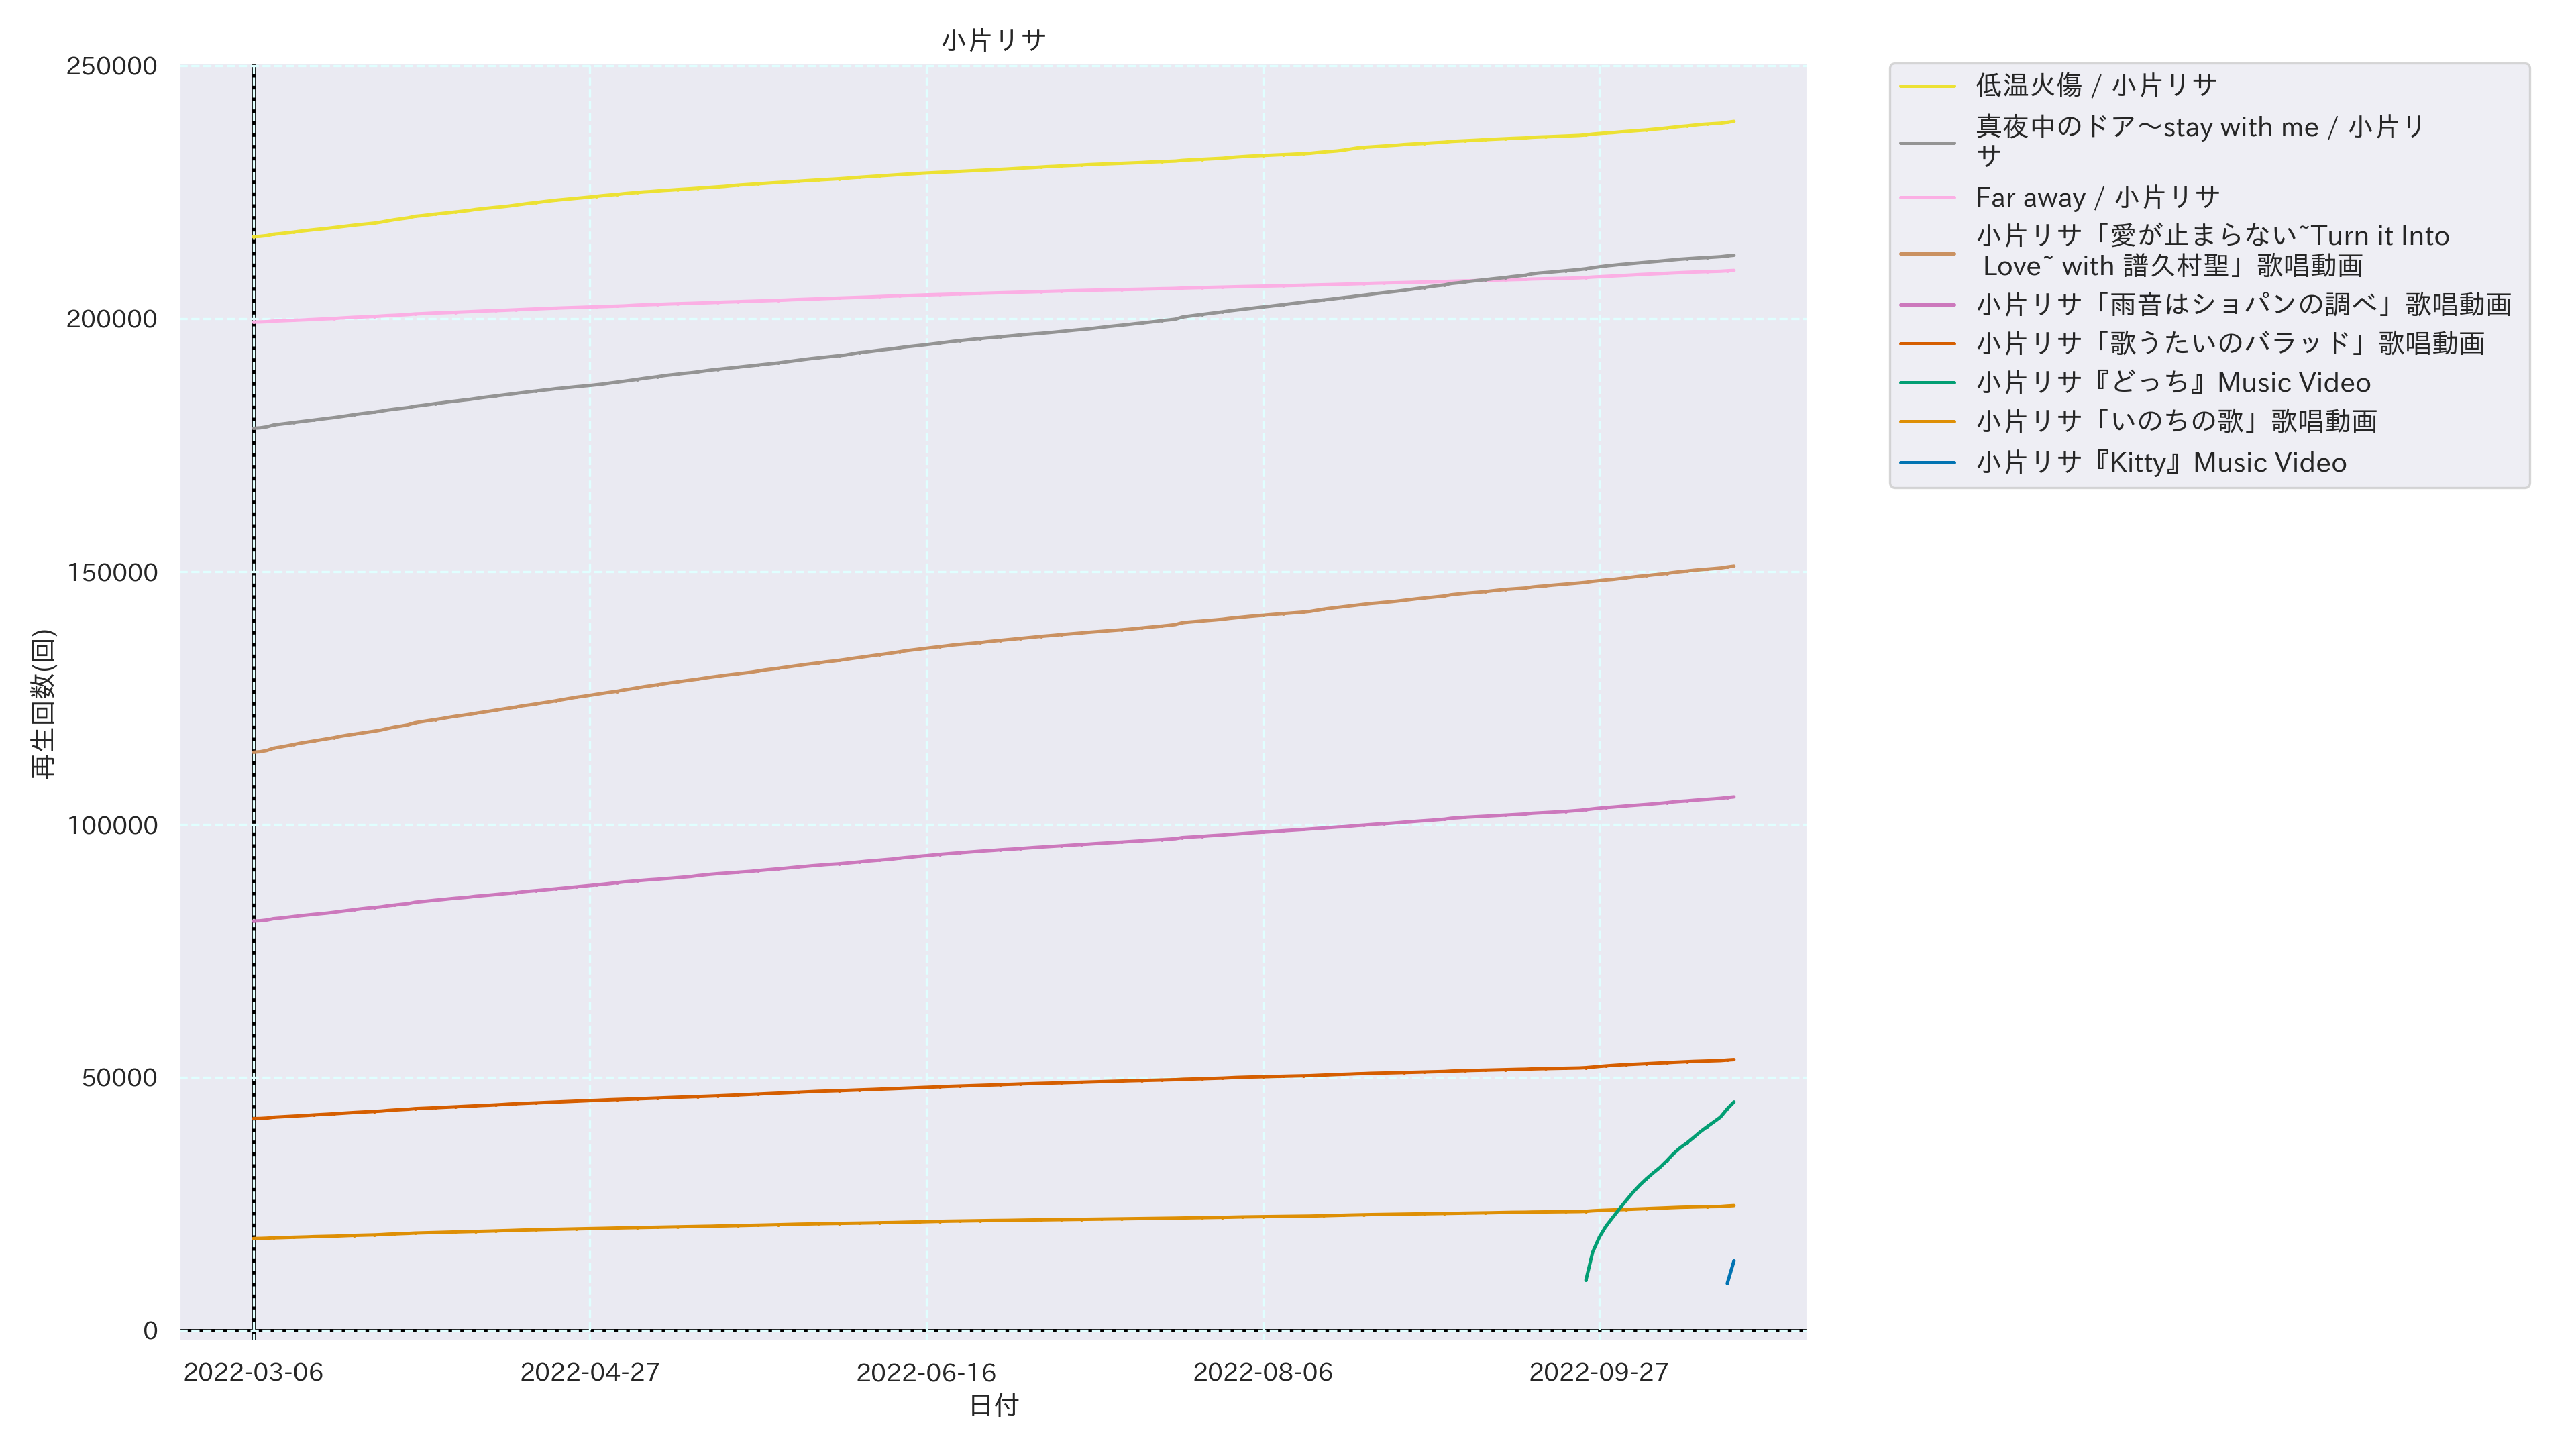 小片リサ
250000
200000
150000
100000
50000
0
再生回数(回)
2022-03-06
2022-04-27
2022-06-16
2022-08-06
2022-09-27
日付
低温火傷 / 小片リサ
真夜中のドア～stay with me / 小片リ
サ
Far away / 小片リサ
小片リサ「愛が止まらない~Turn it Into
Love~ with 譜久村聖」歌唱動画
小片リサ「雨音はショパンの調べ」歌唱動画
小片リサ「歌うたいのバラッド」歌唱動画
小片リサ『どっち』Music Video
小片リサ「いのちの歌」歌唱動画
小片リサ『Kitty』Music Video